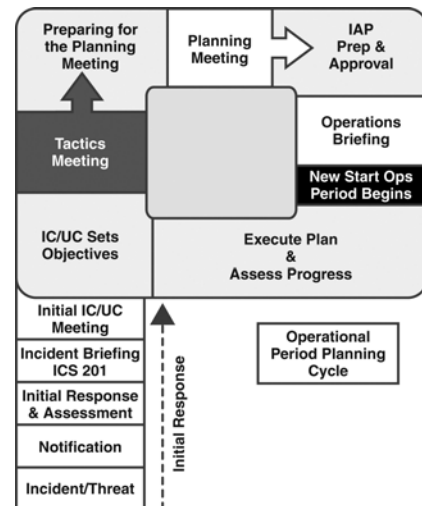 Preparing for
the Planning
Meeting
Planning
Meeting
IAP
Prep &
Approval
Tactics
Meeting
Operations
Briefing
New Start Ops
Period Begins
IC/UC Sets
Objectives
Execute Plan
&
Assess Progress
Initial IC/UC
Meeting
Incident Briefing
ICS 201
Initial Response
& Assessment
Notification
Incident/Threat
Initial Response
Operational
Period Planning
Cycle